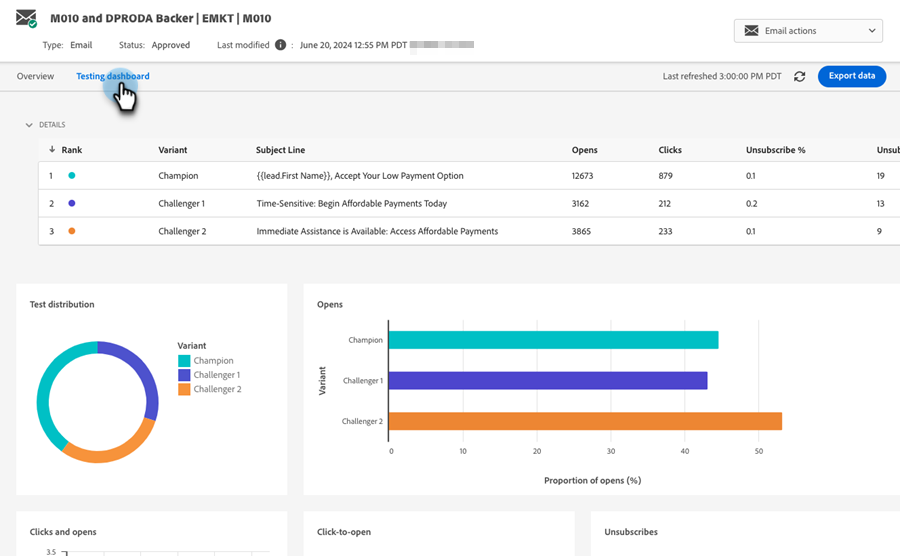 M010 and DPRODA Backer | EMKT | M010
Type: Email Status: Approved Last modified i : June 20, 2024 12:55 PM PDT
Email actions
Overview Testing dashboard Last refreshed 3:00:00 PM PDT Export data
DETAILS
Rank Variant Subject Line Opens Clicks Unsubscribe % Unsub
1 Champion {{lead.First Name}}, Accept Your Low Payment Option 12673 879 0.1 19
2 Challenger 1 Time-Sensitive: Begin Affordable Payments Today 3162 212 0.2 13
3 Challenger 2 Immediate Assistance is Available: Access Affordable Payments 3865 233 0.1 9
Test distribution
Variant
Champion
Challenger 1
Challenger 2
Opens
Variant
Champion
Challenger 1
Challenger 2
0 10 20 30 40 50
Proportion of opens (%)
Clicks and opens
3.5
Click-to-open
Unsubscribes